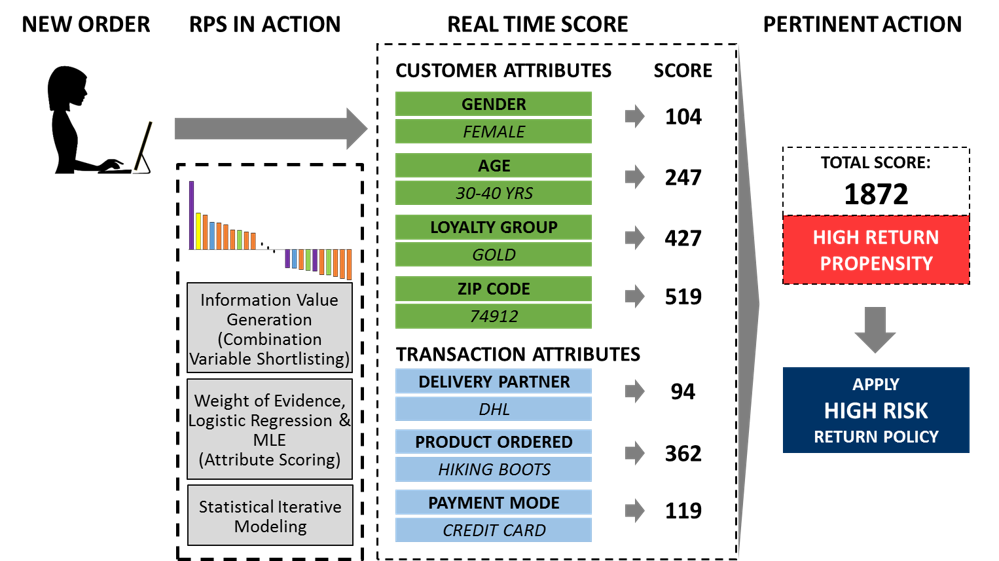 NEW ORDER
RPS IN ACTION
REAL TIME SCORE
PERTINENT ACTION
Information Value
Generation
(Combination
Variable Shortlisting)
Weight of Evidence,
Logistic Regression &
MLE
(Attribute Scoring)
Statistical Iterative
Modeling
CUSTOMER ATTRIBUTES
SCORE
GENDER
FEMALE
104
AGE
30-40 YRS
247
LOYALTY GROUP
GOLD
427
ZIP CODE
74912
519
TRANSACTION ATTRIBUTES
DELIVERY PARTNER
DHL
94
PRODUCT ORDERED
HIKING BOOTS
362
PAYMENT MODE
CREDIT CARD
119
TOTAL SCORE:
1872
HIGH RETURN
PROPENSITY
APPLY
HIGH RISK
RETURN POLICY